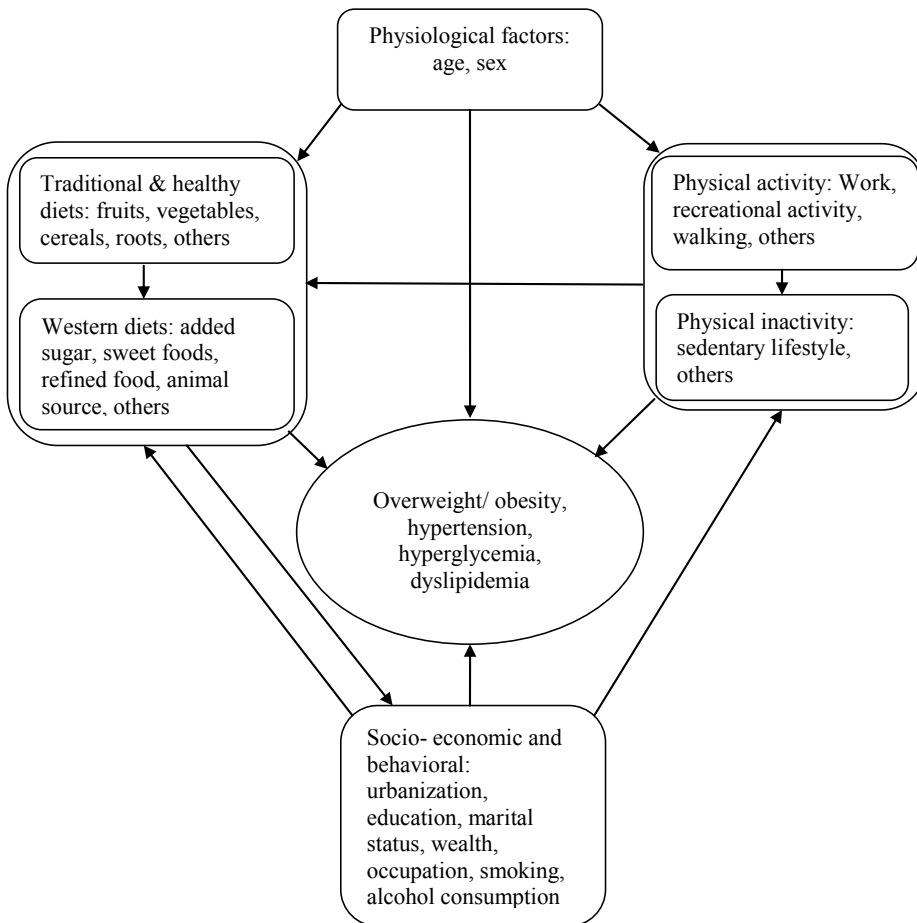 Physiological factors:
age, sex
Traditional & healthy
diets: fruits, vegetables,
cereals, roots, others
Western diets: added
sugar, sweet foods,
refined food, animal
source, others
Physical activity: Work,
recreational activity,
walking, others
Physical inactivity:
sedentary lifestyle,
others
Overweight/ obesity,
hypertension,
hyperglycemia,
dyslipidemia
Socio- economic and
behavioral:
urbanization,
education, marital
status, wealth,
occupation, smoking,
alcohol consumption